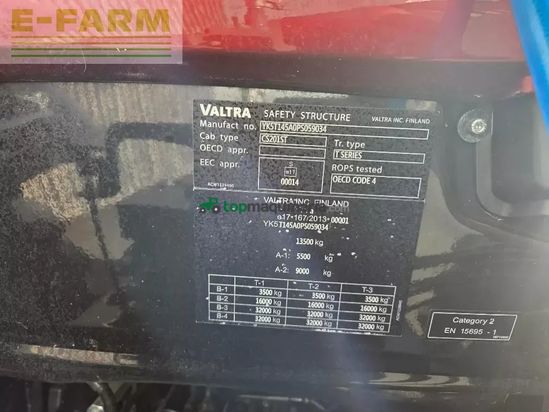 E-FARM
VALTRA SAFETY STRUCTURE VALTRA INC. FINLAND
Manufact no. YK5T145A0PS059034
Cab type CS201ST Tr. type
OECD appr. T SERIES
EEC appr. S e17 00014 ROPS tested
OECD CODE 4
VALTRA INC, FINLAND
e17*167/2013*00001
YK5T145A0PS059034
13500 kg
A-1: 5500 kg
A-2: 9000 kg
T-1 T-2 T-3
B-1 3500 kg 3500 kg 3500 kg
B-2 16000 kg 16000 kg 16000 kg
B-3 32000 kg 32000 kg 32000 kg
B-4 32000 kg 32000 kg 32000 kg
Category 2
EN 15695 - 1